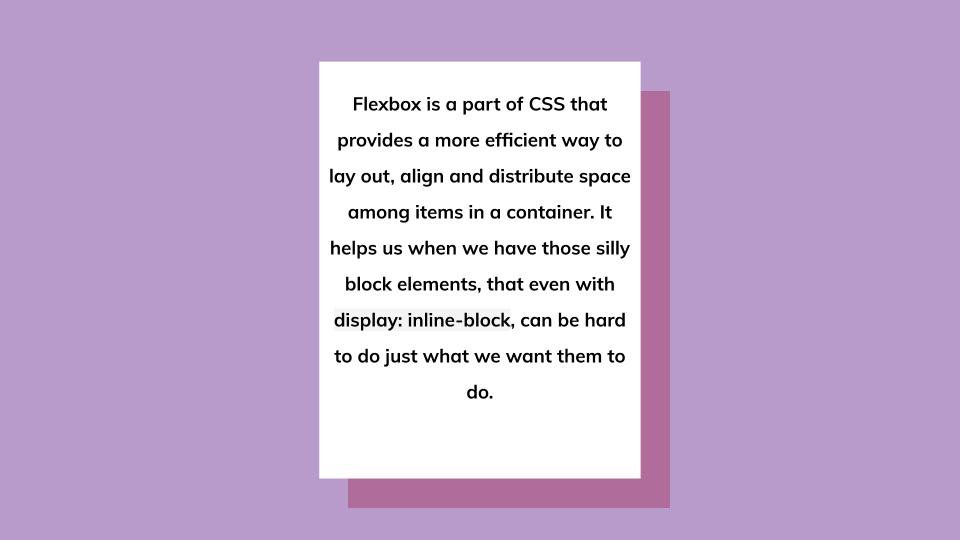 Flexbox is a part of CSS that
provides a more efficient way to
lay out, align and distribute space
among items in a container. It
helps us when we have those silly
block elements, that even with
display: inline-block, can be hard
to do just what we want them to
do.